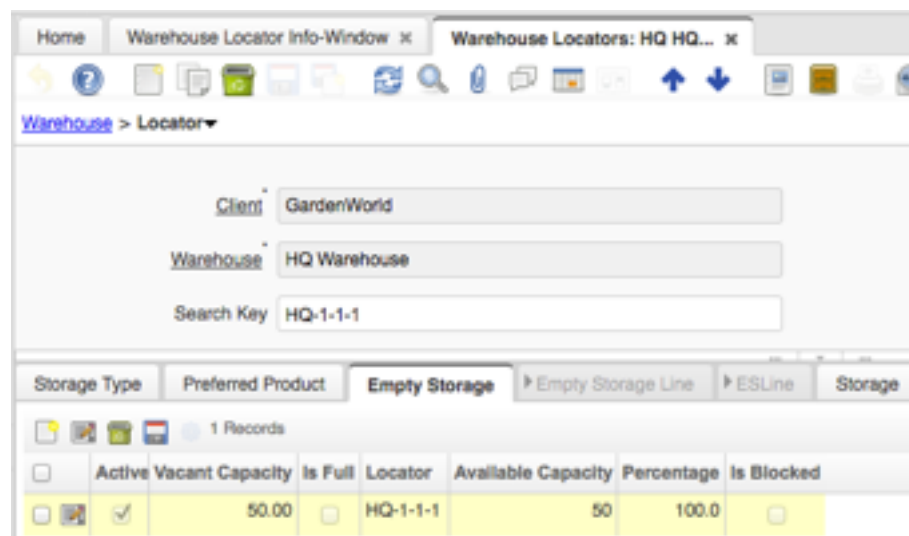 Home Warehouse Locator Info-Window × Warehouse Locators: HQ HQ... ×
Warehouse > Locator
Client GardenWorld
Warehouse HQ Warehouse
Search Key HQ-1-1-1
Storage Type Preferred Product Empty Storage Empty Storage Line ESLine Storage
1 Records
Active Vacant Capacity Is Full Locator Available Capacity Percentage Is Blocked
50.00 HQ-1-1-1 50 100.0